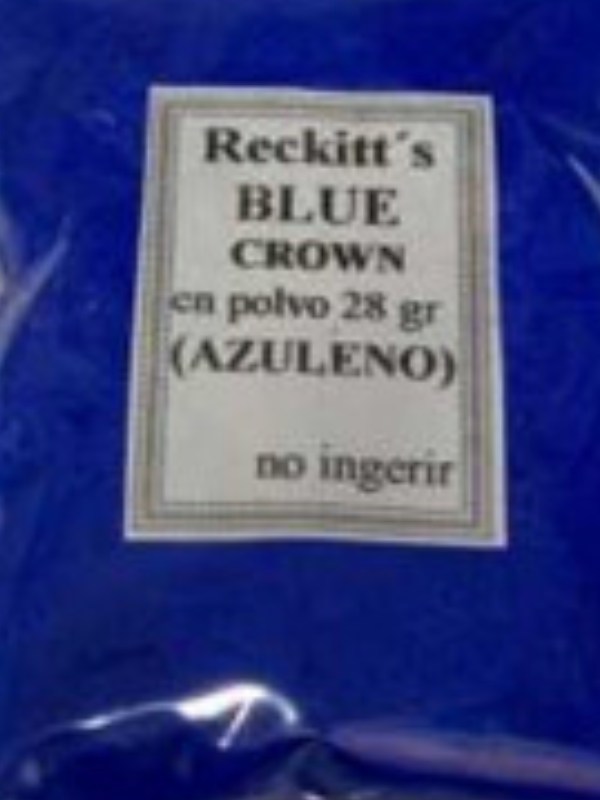 Reckitt´s
BLUE
CROWN
en polvo 28 gr
(AZULENO)
no ingerir